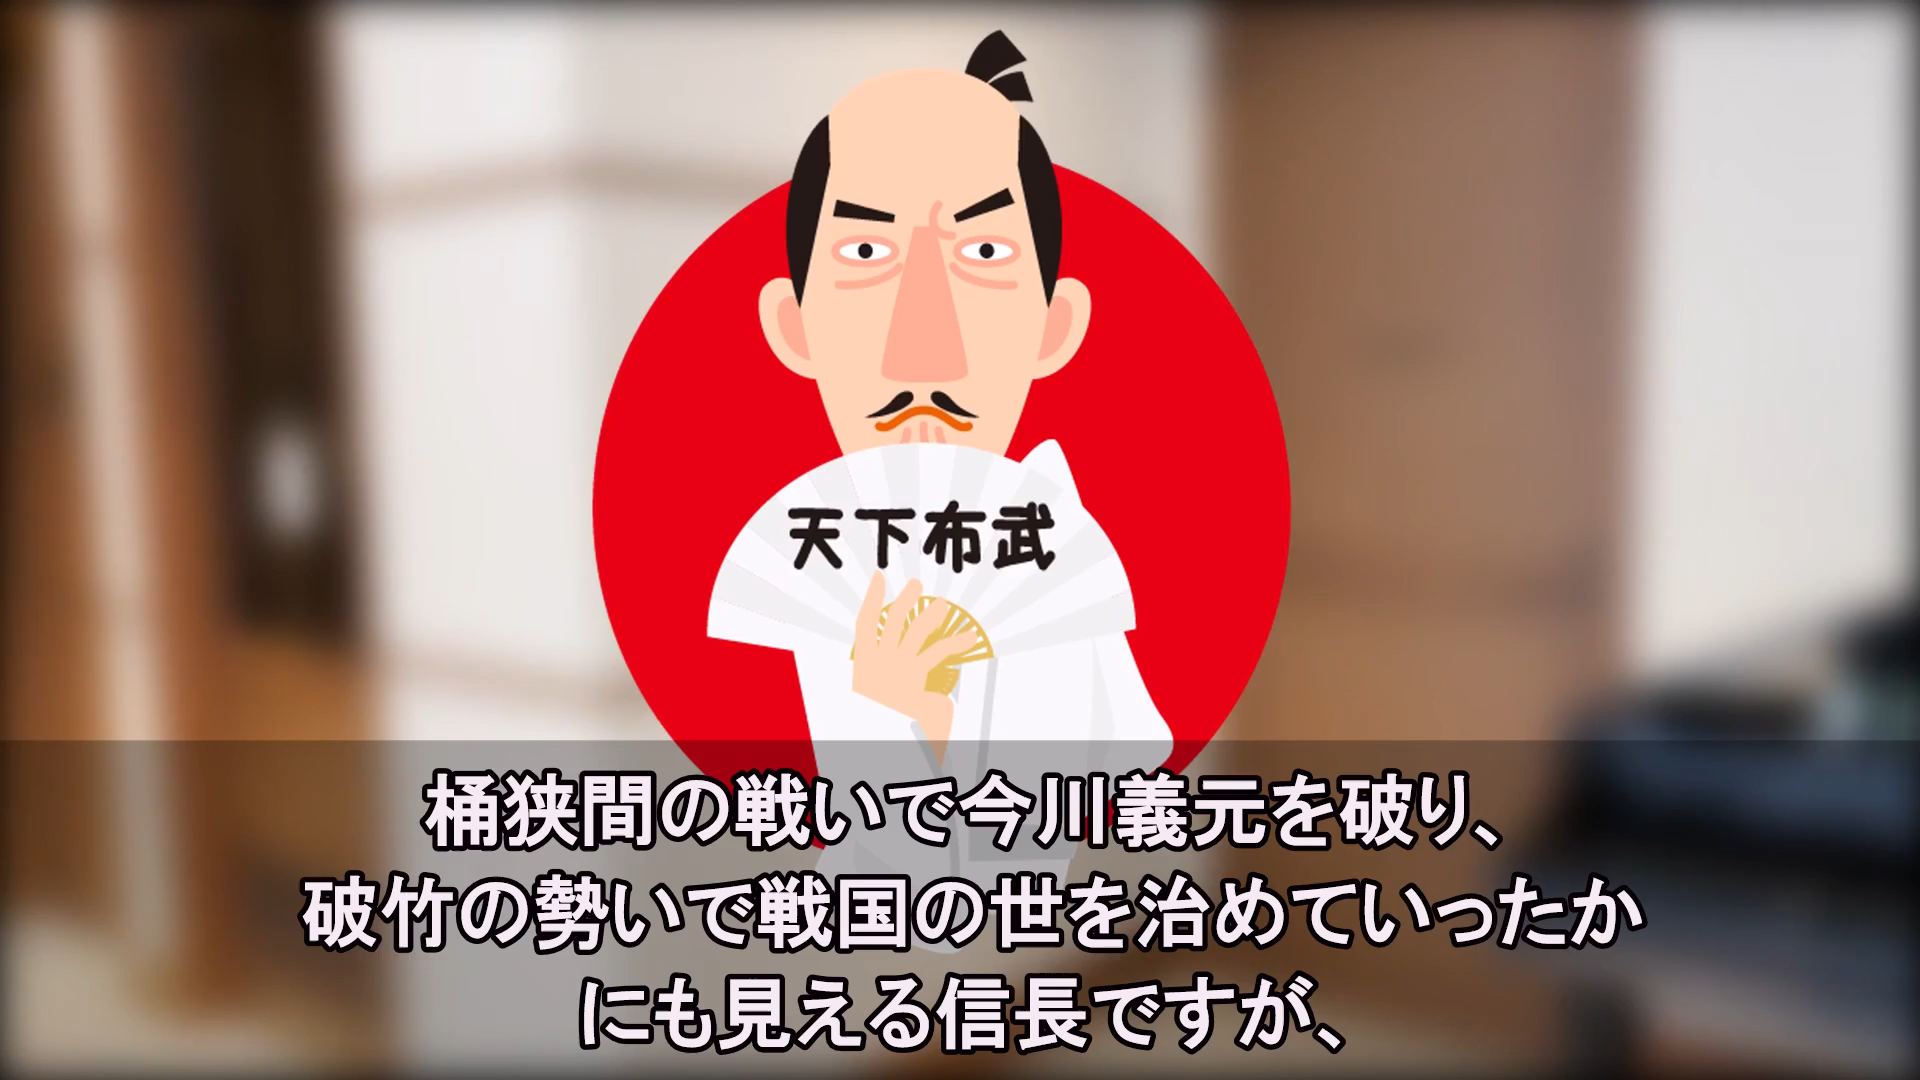 天下布武
桶狭間の戦いで今川義元を破り、
破竹の勢いで戦国の世を治めていったか
にも見える信長ですが、